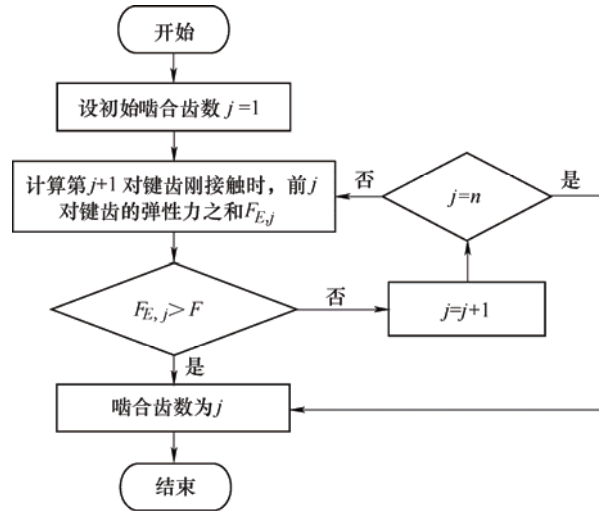 开始
设初始啮合齿数 j=1
计算第j+1 对键齿刚接触时，前j
对键齿的弹性力之和F_{E,j}
否
j=n
是
F_{E,j}＞F
否
j=j+1
是
啮合齿数为j
结束